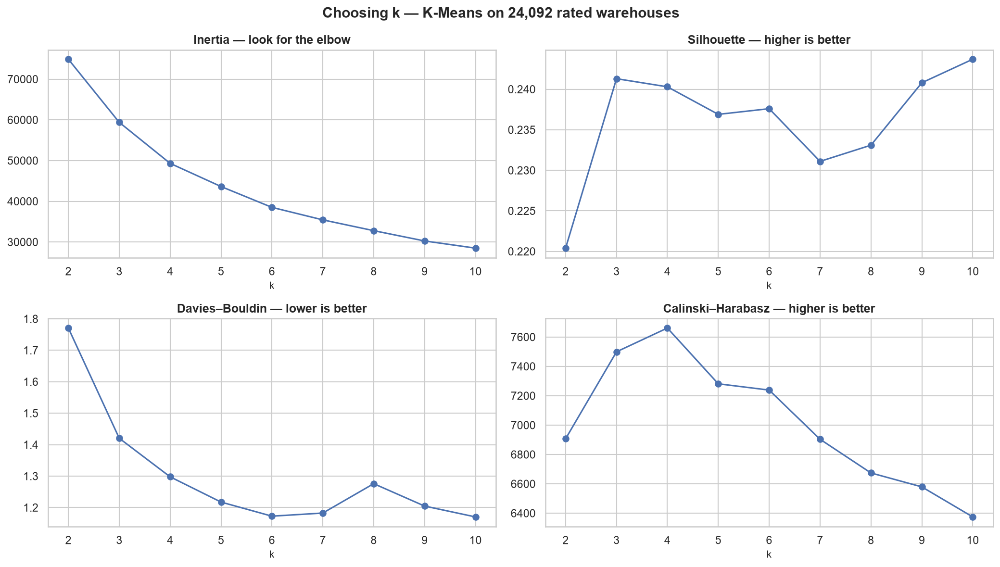 Choosing k — K-Means on 24,092 rated warehouses
Inertia — look for the elbow
70000
60000
50000
40000
30000
2 3 4 5 6 7 8 9 10
k
Silhouette — higher is better
0.240
0.235
0.230
0.225
0.220
2 3 4 5 6 7 8 9 10
k
Davies–Bouldin — lower is better
1.8
1.7
1.6
1.5
1.4
1.3
1.2
2 3 4 5 6 7 8 9 10
k
Calinski–Harabasz — higher is better
7600
7400
7200
7000
6800
6600
6400
2 3 4 5 6 7 8 9 10
k